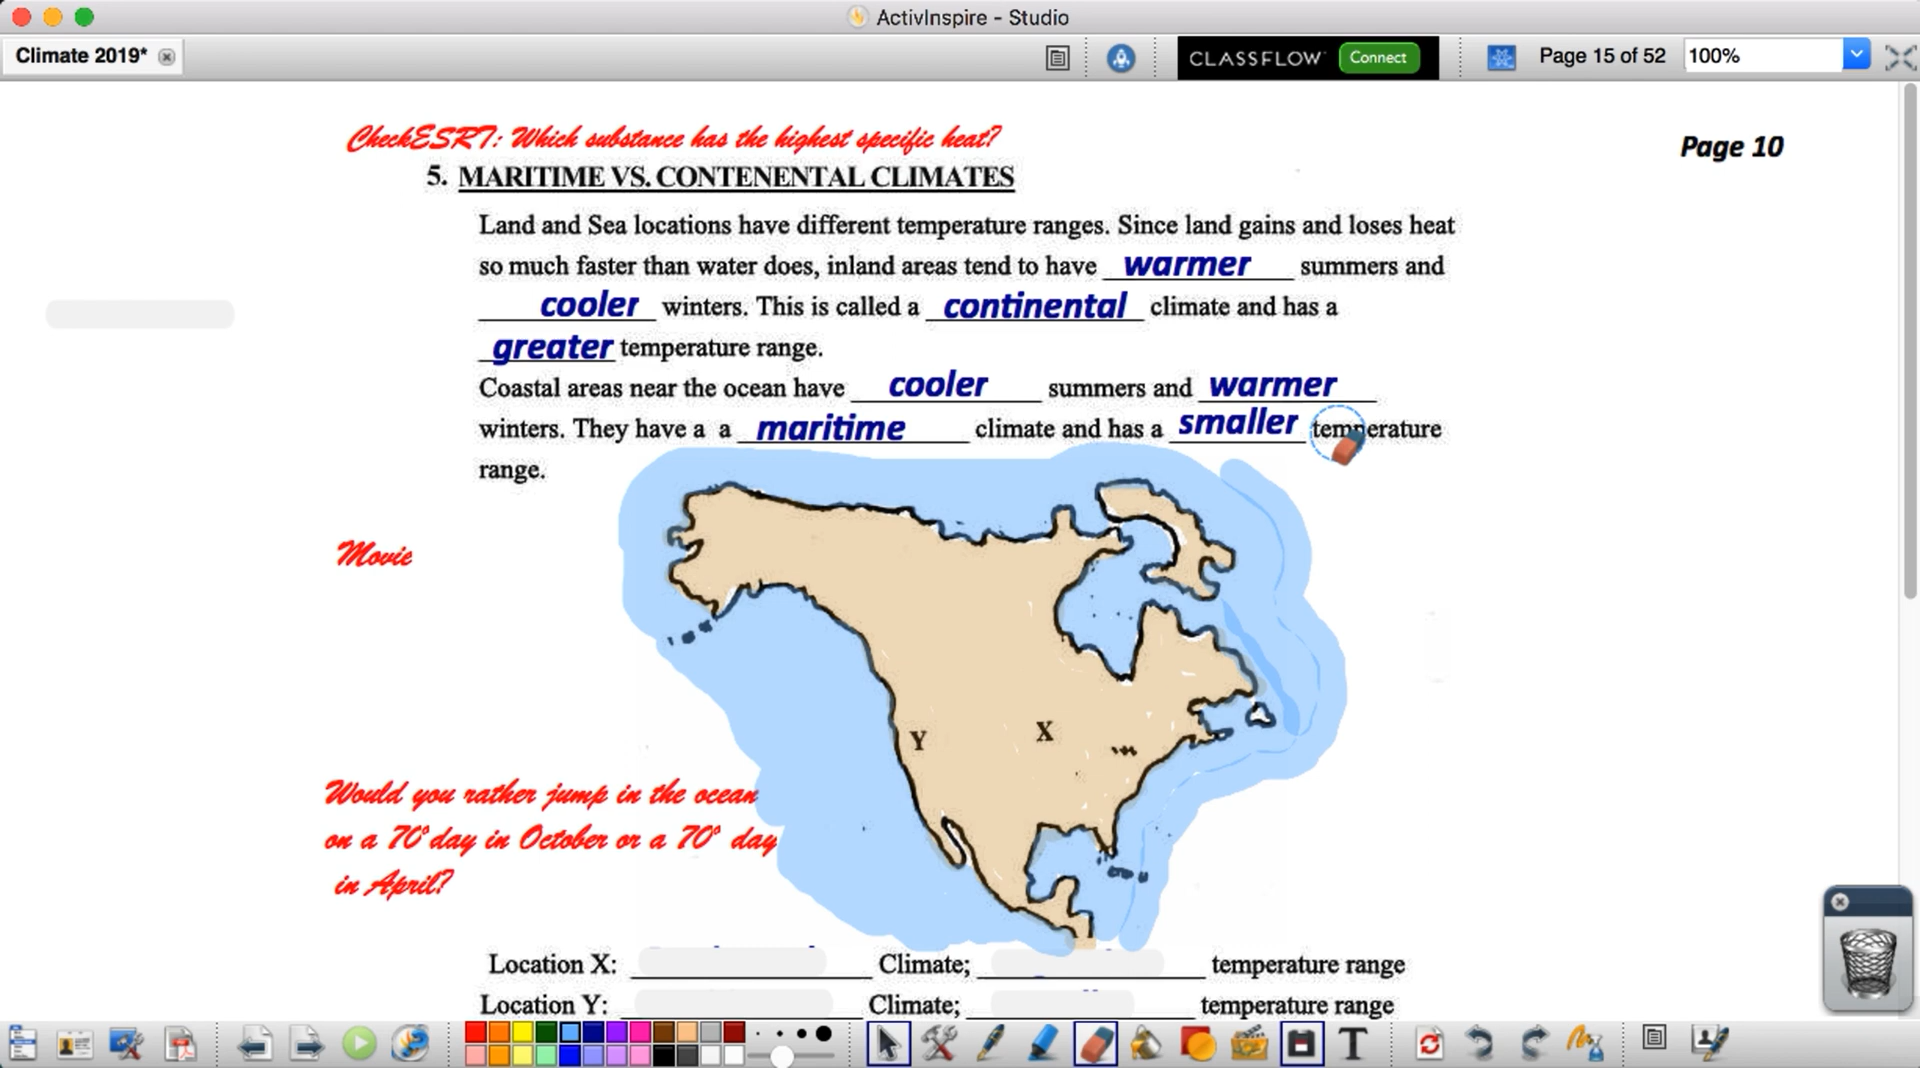 ActivInspire - Studio
Climate 2019*
CLASSFLOW Connect
Page 15 of 52
100%
CheckESRT: Which substance has the highest specific heat?
Page 10
5. MARITIME VS. CONTENENTAL CLIMATES
Land and Sea locations have different temperature ranges. Since land gains and loses heat
so much faster than water does, inland areas tend to have warmer summers and
cooler winters. This is called a continental climate and has a
greater temperature range.
Coastal areas near the ocean have cooler summers and warmer
winters. They have a a maritime climate and has a smaller temperature
range.
Movie
Y
X
Would you rather jump in the ocean
on a 70° day in October or a 70° day
in April?
Location X: Climate; temperature range
Location Y: Climate; temperature range
T